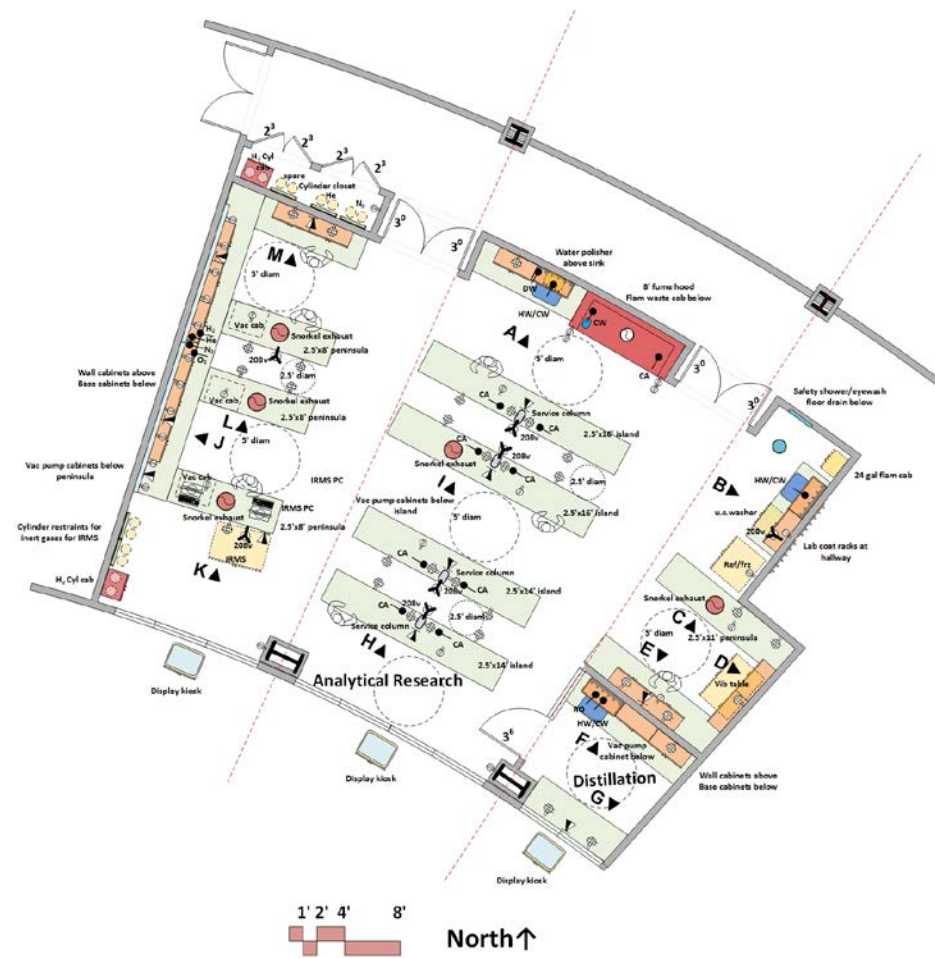 2³
2³
2³
2³
H₂ Cyl
cab
spare
Cylinder closet
He
N₂
3⁰
3⁰
M
5' diam
Water polisher
above sink
8' fume hood
Flam waste cab below
DW
HW/CW
CW
CA
A
5' diam
3⁰
3⁰
Vac cab
Snorkel exhaust
2.5'x8' peninsula
208v
2.5' diam
H₂
He
N₂
O₂
Wall cabinets above
Base cabinets below
Vac cab
Snorkel exhaust
2.5'x8' peninsula
L
J
5' diam
CA
Service column
CA
208v
2.5'x16' island
CA
208v
Snorkel exhaust
CA
2.5' diam
I
2.5'x16' island
Safety shower/eyewash
floor drain below
B
HW/CW
24 gal flam cab
u.c.washer
208v
Lab coat racks at
hallway
Ref/frz
Vac pump cabinets below
peninsula
IRMS PC
Vac cab
IRMS PC
Snorkel exhaust
2.5'x8' peninsula
208v
IRMS
K
Cylinder restraints for
inert gases for IRMS
H₂ Cyl cab
Vac pump cabinets below
island
5' diam
CA
Service column
CA
208v
2.5'x14' island
CA
208v
2.5' diam
Service column
CA
H
2.5'x14' island
Snorkel exhaust
C
2.5'x11' peninsula
5' diam
E
D
Vib table
Analytical Research
Display kiosk
Display kiosk
3⁶
RO
HW/CW
F
Vac pump
cabinet below
Distillation
G
Wall cabinets above
Base cabinets below
Display kiosk
1' 2' 4' 8'
North↑